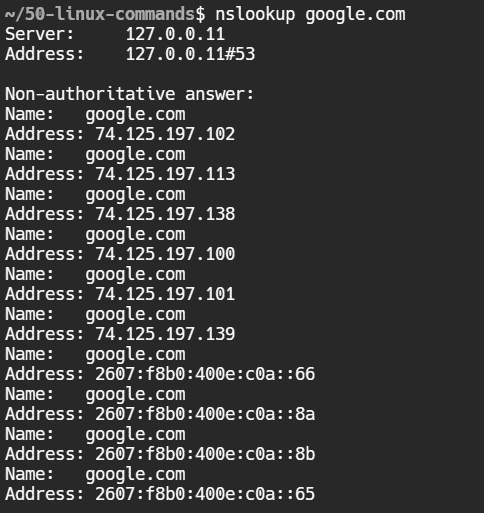 ~/50-linux-commands$ nslookup google.com
Server: 127.0.0.11
Address: 127.0.0.11#53
Non-authoritative answer:
Name: google.com
Address: 74.125.197.102
Name: google.com
Address: 74.125.197.113
Name: google.com
Address: 74.125.197.138
Name: google.com
Address: 74.125.197.100
Name: google.com
Address: 74.125.197.101
Name: google.com
Address: 74.125.197.139
Name: google.com
Address: 2607:f8b0:400e:c0a::66
Name: google.com
Address: 2607:f8b0:400e:c0a::8a
Name: google.com
Address: 2607:f8b0:400e:c0a::8b
Name: google.com
Address: 2607:f8b0:400e:c0a::65